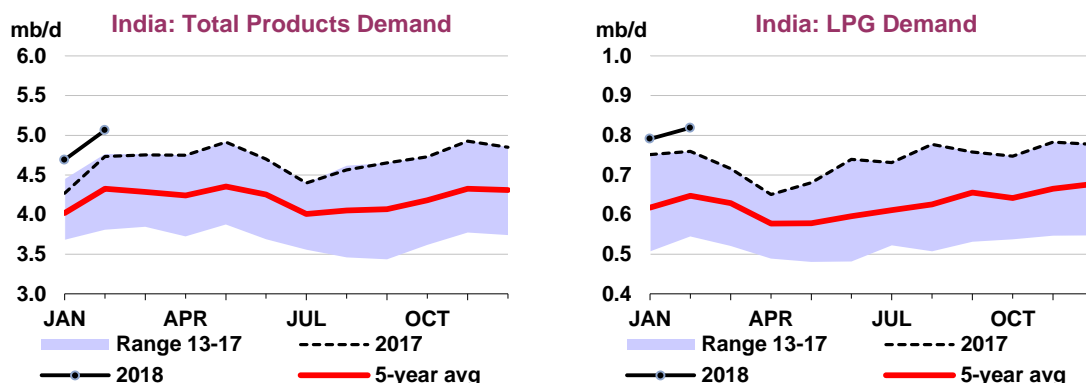 India: Total Products Demand
mb/d
6.0
5.5
5.0
4.5
4.0
3.5
3.0
JAN APR JUL OCT
Range 13-17 2017
2018 5-year avg
India: LPG Demand
mb/d
1.0
0.9
0.8
0.7
0.6
0.5
0.4
JAN APR JUL OCT
Range 13-17 2017
2018 5-year avg